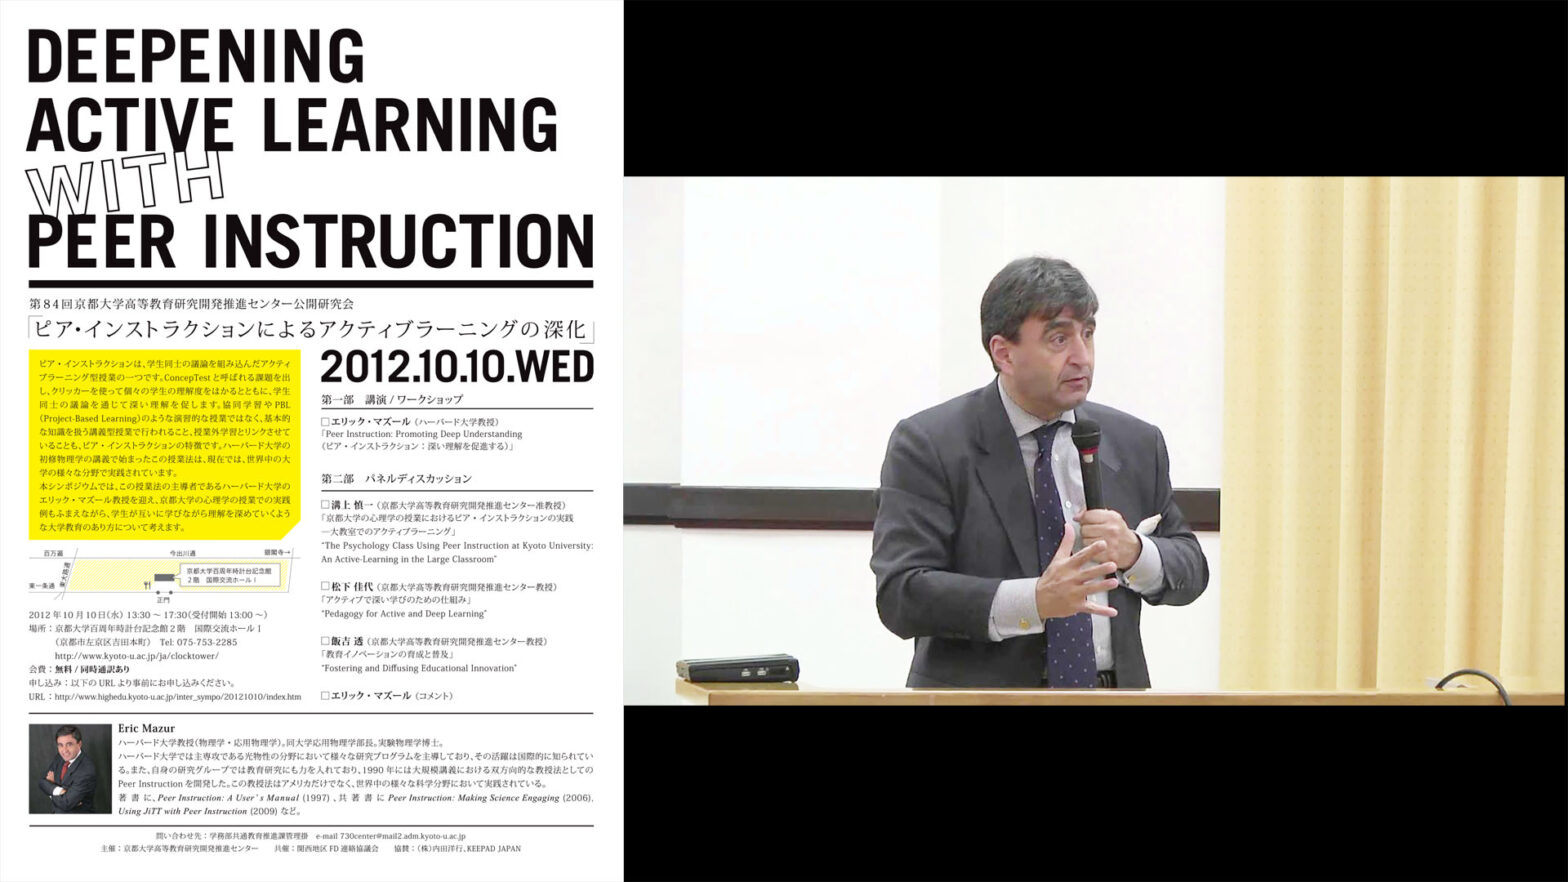 DEEPENING
ACTIVE LEARNING
WITH
PEER INSTRUCTION
第84回京都大学高等教育研究開発推進センター公開研究会
「ピア・インストラクションによるアクティブラーニングの深化」
ピア・インストラクションは、学生同士の議論を組み込んだアクティ
ブラーニング型授業の一つです。ConcepTestと呼ばれる課題を出
し、クリッカーを使って個々の学生の理解度をはかるとともに、学生
同士の議論を通じて深い理解を促します。協同学習やPBL
(Project-Based Learning)のような演習的な授業ではなく、基本的
な知識を扱う講義型授業で行われること、授業外学習とリンクさせて
いることも、ピア・インストラクションの特徴です。ハーバード大学の
初修物理学の講義で始まったこの授業法は、現在では、世界中の大
学の様々な分野で実践されています。
本シンポジウムでは、この授業法の主導者であるハーバード大学の
エリック・マズール教授を迎え、京都大学の心理学の授業での実践
例もふまえながら、学生が互いに学びながら理解を深めていくよう
な大学教育のあり方について考えます。
百万遍
今出川通
銀閣寺→
東大路通
京都大学百周年時計台記念館
2階 国際交流ホールⅠ
東一条通
正門
2012年10月10日(水) 13:30～17:30(受付開始 13:00～)
場所：京都大学百周年時計台記念館2階 国際交流ホールⅠ
(京都市左京区吉田本町) Tel: 075-753-2285
http://www.kyoto-u.ac.jp/ja/clocktower/
会費：無料 / 同時通訳あり
申し込み：以下のURLより事前にお申し込みください。
URL：http://www.highedu.kyoto-u.ac.jp/inter_sympo/20121010/index.htm
2012.10.10.WED
第一部 講演 / ワークショップ
□エリック・マズール (ハーバード大学教授)
「Peer Instruction: Promoting Deep Understanding
(ピア・インストラクション：深い理解を促進する)」
第二部 パネルディスカッション
□溝上 慎一 (京都大学高等教育研究開発推進センター准教授)
「京都大学の心理学の授業におけるピア・インストラクションの実践
―大教室でのアクティブラーニング」
"The Psychology Class Using Peer Instruction at Kyoto University:
An Active-Learning in the Large Classroom"
□松下 佳代 (京都大学高等教育研究開発推進センター教授)
「アクティブで深い学びのための仕組み」
"Pedagogy for Active and Deep Learning"
□飯吉 透 (京都大学高等教育研究開発推進センター教授)
「教育イノベーションの育成と普及」
"Fostering and Diffusing Educational Innovation"
□エリック・マズール (コメント)
Eric Mazur
ハーバード大学教授(物理学・応用物理学)。同大学応用物理学部長。実験物理学博士。
ハーバード大学では主専攻である光物性の分野において様々な研究プログラムを主導しており、その活躍は国際的に知られてい
る。また、自身の研究グループでは教育研究にも力を入れており、1990年には大規模講義における双方向的な教授法としての
Peer Instructionを開発した。この教授法はアメリカだけでなく、世界中の様々な科学分野において実践されている。
著書に、Peer Instruction: A User's Manual (1997)、共著書にPeer Instruction: Making Science Engaging (2006),
Using JiTT with Peer Instruction (2009) など。
問い合わせ先：学務部共通教育推進課管理掛 e-mail 730center@mail2.adm.kyoto-u.ac.jp
主催：京都大学高等教育研究開発推進センター 共催：関西地区FD連絡協議会 協賛：(株)内田洋行、KEEPAD JAPAN